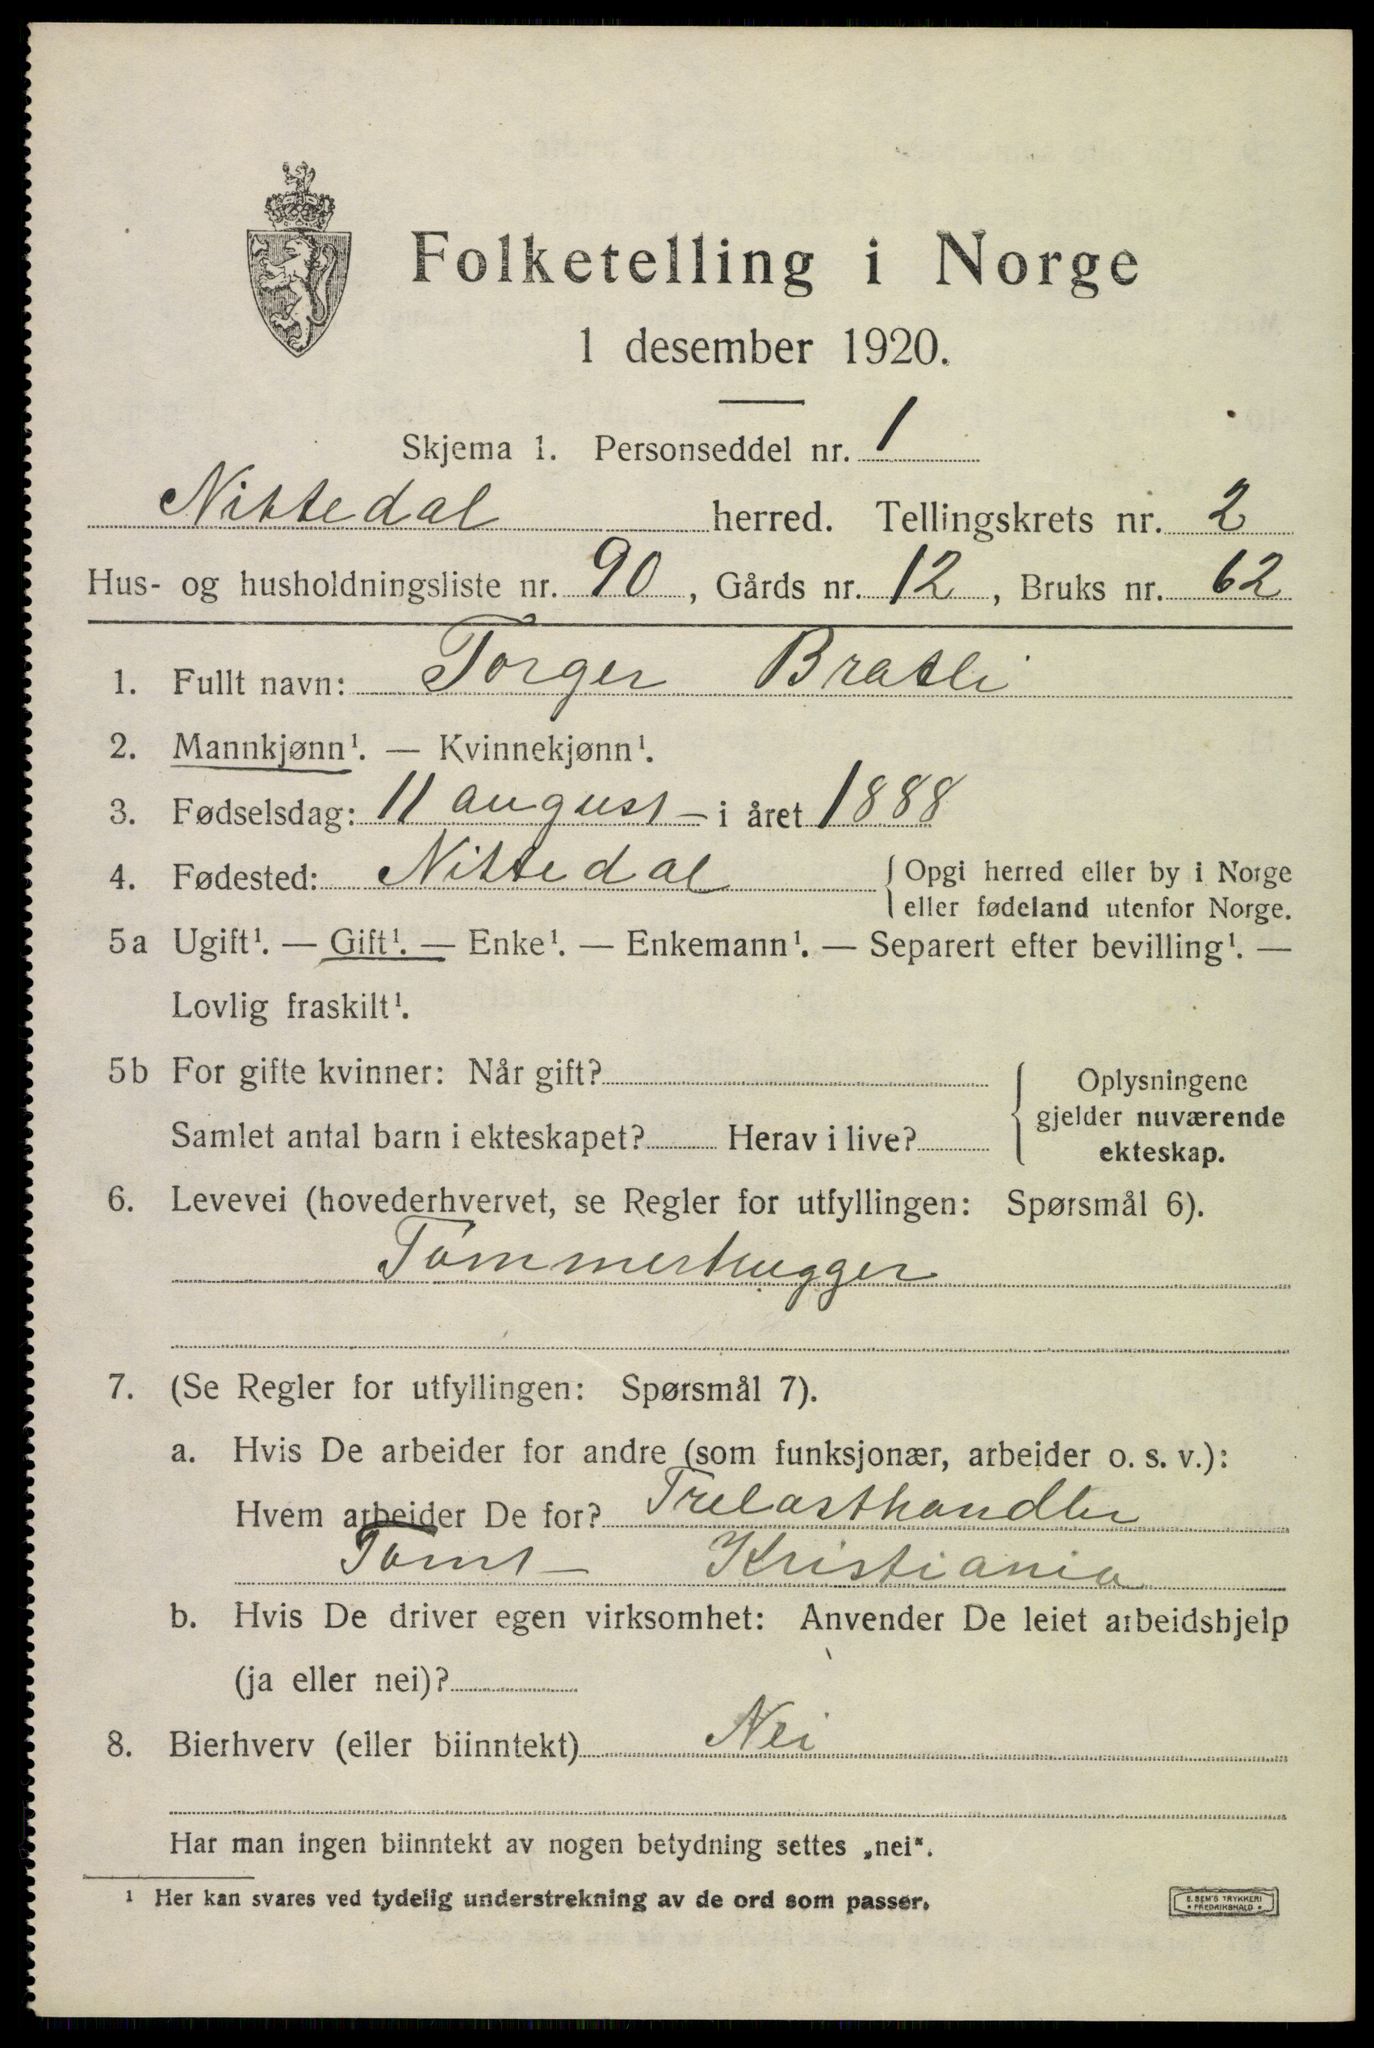 Folketelling i Norge
1 desember 1920.
Skjema 1. Personseddel nr. 1
Nittedal herred. Tellingskrets nr. 2
Hus- og husholdningsliste nr. 90, Gårds nr. 12, Bruks nr. 62
1. Fullt navn: Torger Bratli
2. Mannkjønn¹. — Kvinnekjønn¹.
3. Fødselsdag: 11 august - i året 1888
4. Fødested: Nittedal { Opgi herred eller by i Norge
eller fødeland utenfor Norge.
5a Ugift¹. — Gift¹. — Enke¹. — Enkemann¹. — Separert efter bevilling¹. —
Lovlig fraskilt¹.
5b For gifte kvinner: Når gift?
Samlet antal barn i ekteskapet? Herav i live?
{ Oplysningene
gjelder nuværende
ekteskap.
6. Levevei (hovederhvervet, se Regler for utfyllingen: Spørsmål 6).
Tømmerhugger
7. (Se Regler for utfyllingen: Spørsmål 7).
a. Hvis De arbeider for andre (som funksjonær, arbeider o. s. v.):
Hvem arbeider De for? Trelasthandler
Tømt - Kristiania
b. Hvis De driver egen virksomhet: Anvender De leiet arbeidshjelp
(ja eller nei)?
8. Bierhverv (eller biinntekt) Nei
Har man ingen biinntekt av nogen betydning settes „nei“.
¹ Her kan svares ved tydelig understrekning av de ord som passer.
E. SEM'S TRYKKERI
* FREDRIKSHALD *